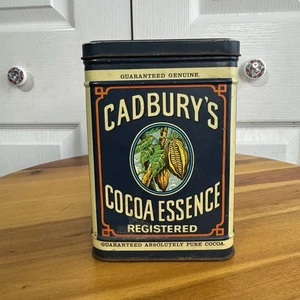 GUARANTEED GENUINE.
CADBURY'S
COCOA ESSENCE
REGISTERED
GUARANTEED ABSOLUTELY PURE COCOA.